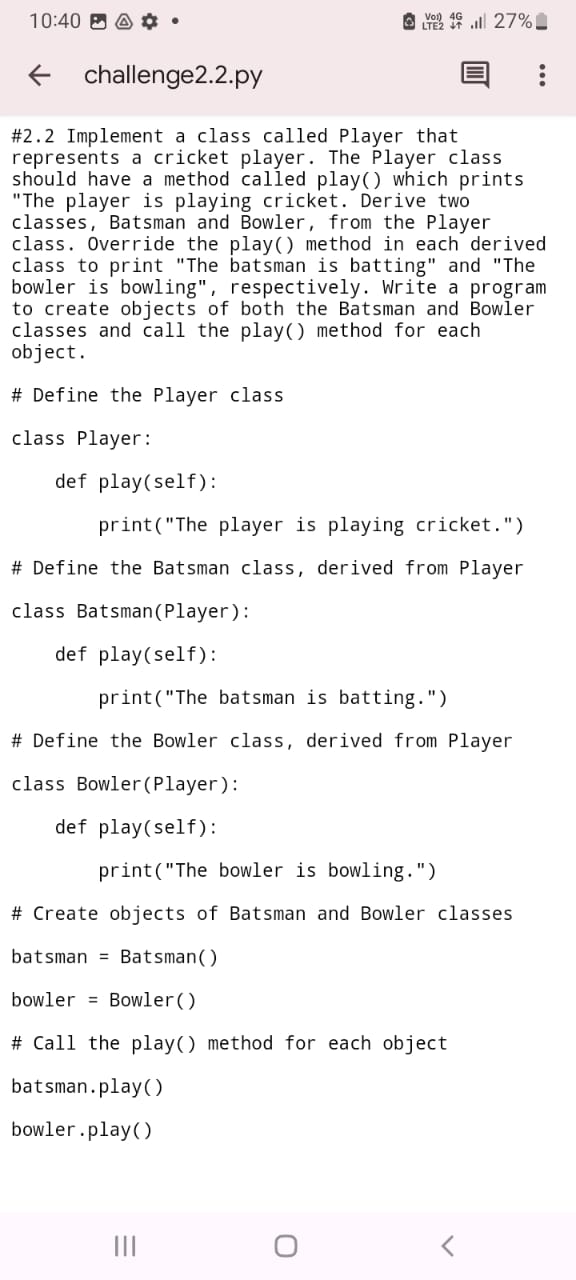 10:40
Vo)) 4G
LTE2 27%
challenge2.2.py
#2.2 Implement a class called Player that
represents a cricket player. The Player class
should have a method called play() which prints
"The player is playing cricket. Derive two
classes, Batsman and Bowler, from the Player
class. Override the play() method in each derived
class to print "The batsman is batting" and "The
bowler is bowling", respectively. Write a program
to create objects of both the Batsman and Bowler
classes and call the play() method for each
object.
# Define the Player class
class Player:
    def play(self):
        print("The player is playing cricket.")
# Define the Batsman class, derived from Player
class Batsman(Player):
    def play(self):
        print("The batsman is batting.")
# Define the Bowler class, derived from Player
class Bowler(Player):
    def play(self):
        print("The bowler is bowling.")
# Create objects of Batsman and Bowler classes
batsman = Batsman()
bowler = Bowler()
# Call the play() method for each object
batsman.play()
bowler.play()